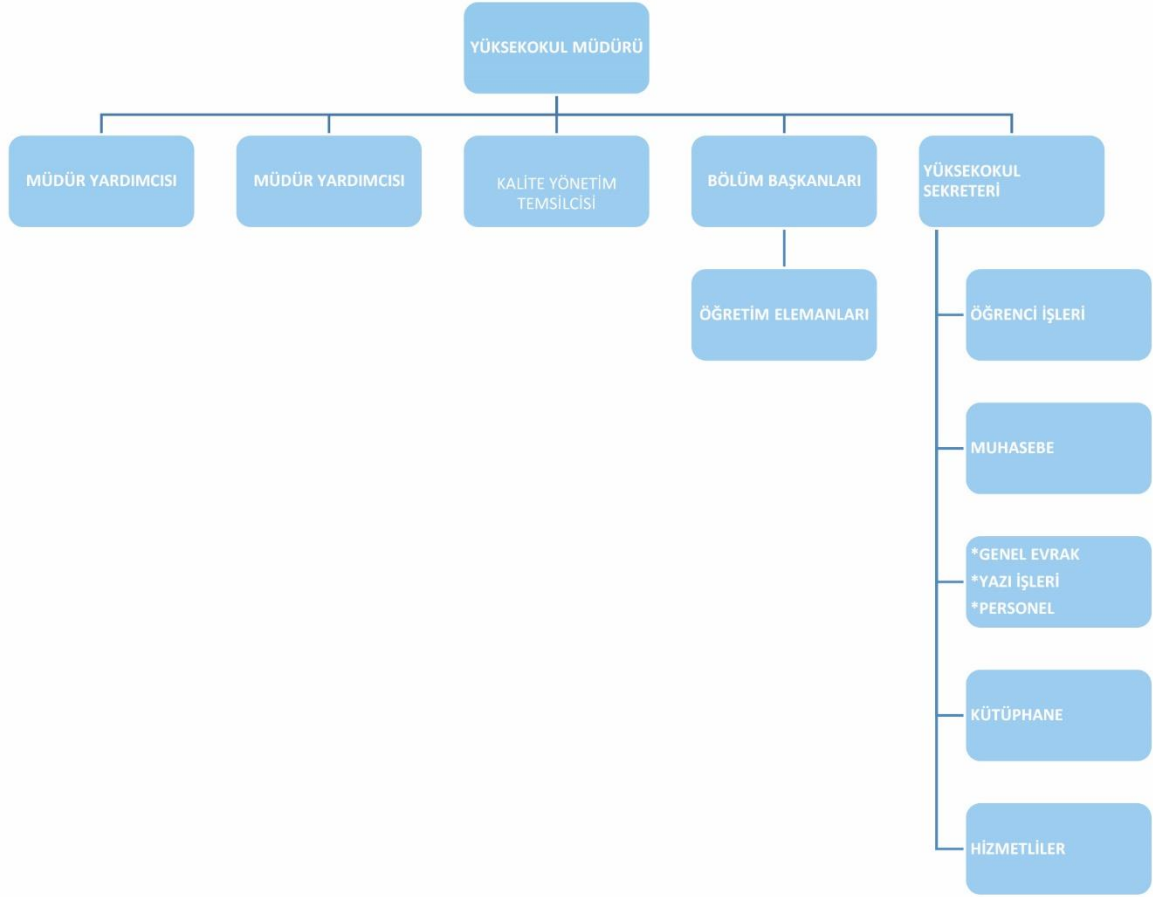 YÜKSEKOKUL MÜDÜRÜ
MÜDÜR YARDIMCISI
MÜDÜR YARDIMCISI
KALİTE YÖNETİM
TEMSİLCİSİ
BÖLÜM BAŞKANLARI
YÜKSEKOKUL
SEKRETERİ
ÖĞRETİM ELEMANLARI
ÖĞRENCİ İŞLERİ
MUHASEBE
*GENEL EVRAK
*YAZI İŞLERİ
*PERSONEL
KÜTÜPHANE
HİZMETLİLER